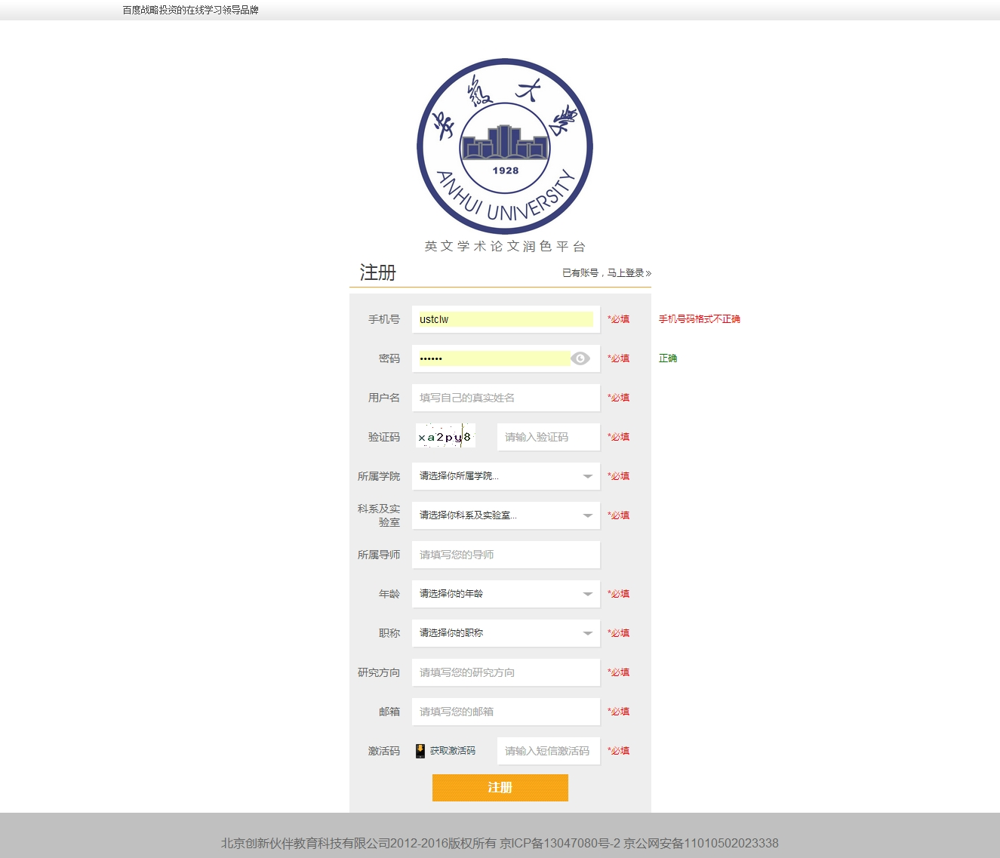 百度战略投资的在线学习领导品牌
安徽大学
1928
ANHUI UNIVERSITY
英文学术论文润色平台
注册 已有账号，马上登录»
手机号 ustclw *必填 手机号码格式不正确
密码 •••••• *必填 正确
用户名 填写自己的真实姓名 *必填
验证码 xa2py8 请输入验证码 *必填
所属学院 请选择你所属学院... *必填
科系及实
验室 请选择你科系及实验室... *必填
所属导师 请填写您的导师
年龄 请选择你的年龄 *必填
职称 请选择你的职称 *必填
研究方向 请填写您的研究方向 *必填
邮箱 请填写您的邮箱 *必填
激活码 获取激活码 请输入短信激活码 *必填
注册
北京创新伙伴教育科技有限公司2012-2016版权所有 京ICP备13047080号-2 京公网安备11010502023338